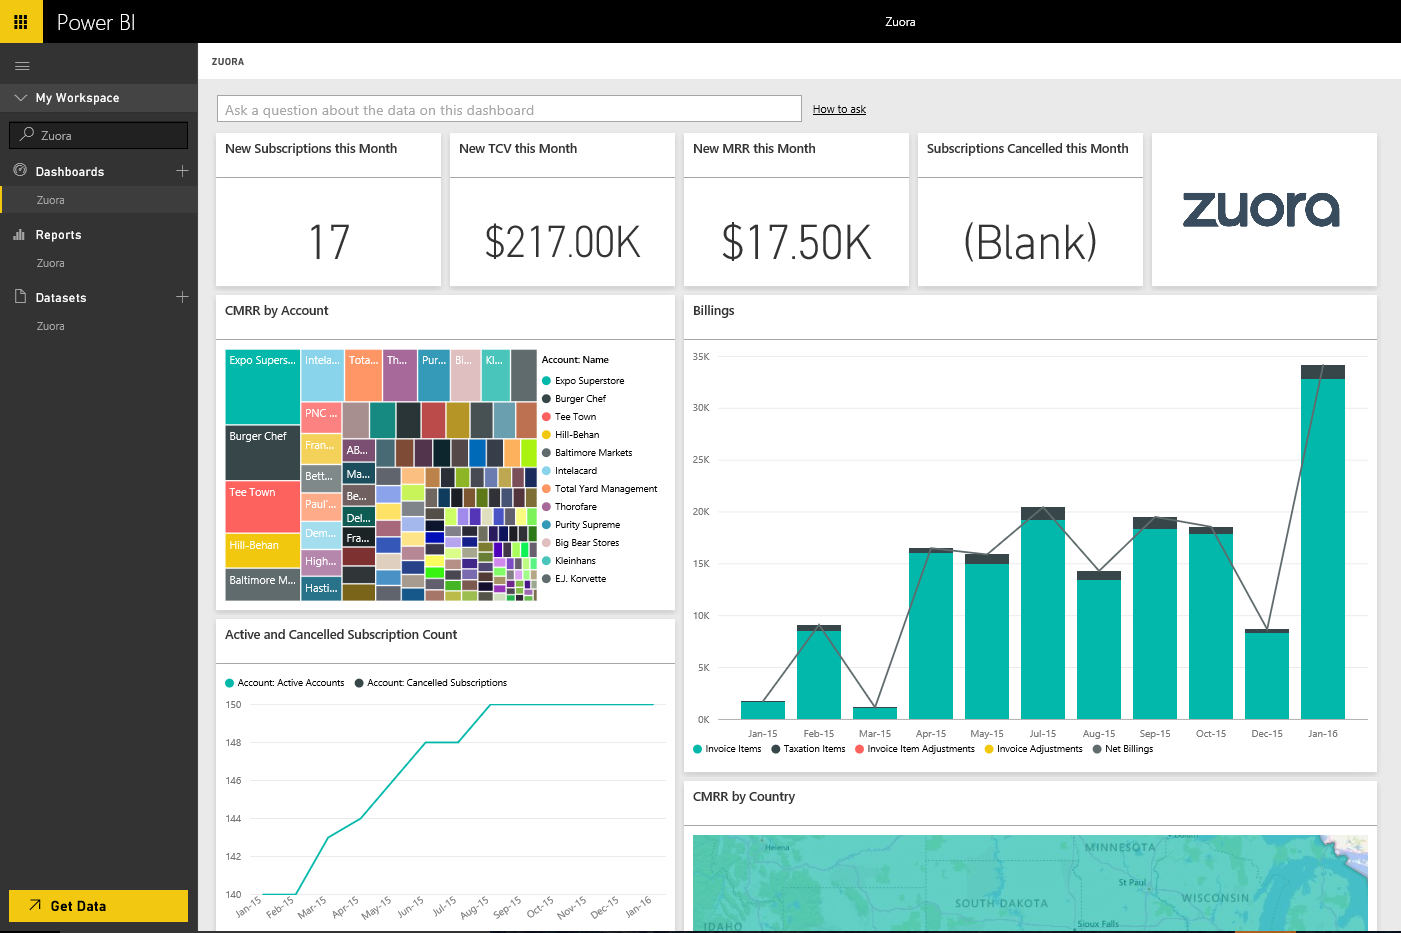 Power BI
Zuora
ZUORA
My Workspace
Zuora
Dashboards
Zuora
Reports
Zuora
Datasets
Zuora
Get Data
Ask a question about the data on this dashboard
How to ask
New Subscriptions this Month
17
New TCV this Month
$217.00K
New MRR this Month
$17.50K
Subscriptions Cancelled this Month
(Blank)
zuora
CMRR by Account
Expo Supers...
Intela...
Tota...
Th...
Pur...
Bi...
Kl...
Burger Chef
PNC ...
Fran...
AB...
Bett...
Ma...
Tee Town
Paul'...
Be...
Del...
Hill-Behan
Dem...
Fra...
High...
Baltimore M...
Hasti...
Account: Name
Expo Superstore
Burger Chef
Tee Town
Hill-Behan
Baltimore Markets
Intelacard
Total Yard Management
Thorofare
Purity Supreme
Big Bear Stores
Kleinhans
E.J. Korvette
Billings
35K
30K
25K
20K
15K
10K
5K
0K
Jan-15 Feb-15 Mar-15 Apr-15 May-15 Jul-15 Aug-15 Sep-15 Oct-15 Dec-15 Jan-16
Invoice Items Taxation Items Invoice Item Adjustments Invoice Adjustments Net Billings
Active and Cancelled Subscription Count
Account: Active Accounts Account: Cancelled Subscriptions
150
148
146
144
142
140
Jan-15 Feb-15 Mar-15 Apr-15 May-15 Jun-15 Jul-15 Aug-15 Sep-15 Oct-15 Nov-15 Dec-15 Jan-16
CMRR by Country
Helena
MINNESOTA
St Paul
WISCONSIN
SOUTH DAKOTA
Sioux Falls
IDAHO